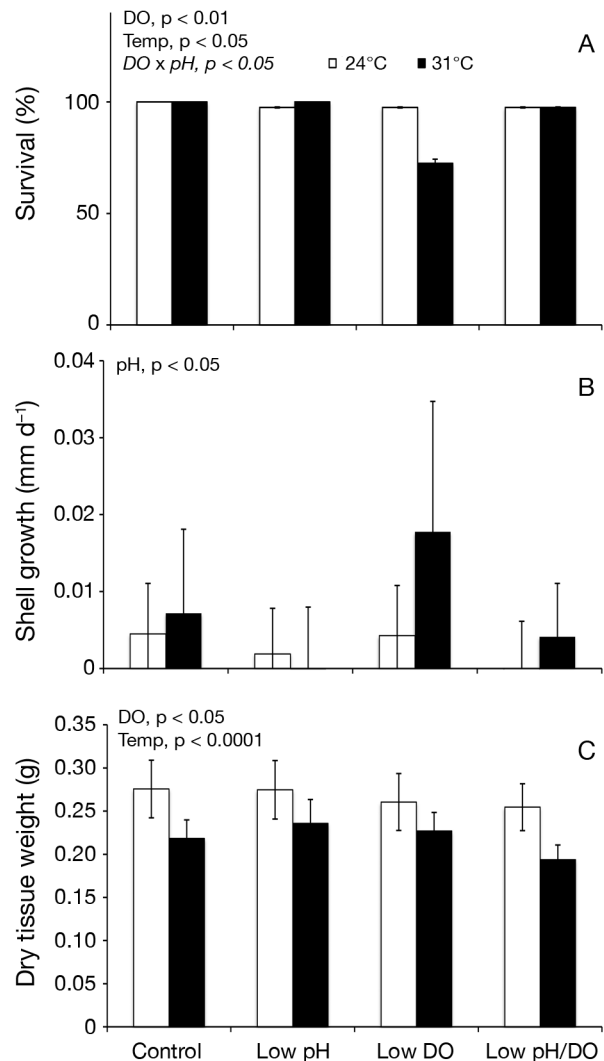 DO, p < 0.01
Temp, p < 0.05
DO x pH, p < 0.05
24°C
31°C
A
Survival (%)
100
50
0
pH, p < 0.05
B
Shell growth (mm d⁻¹)
0.04
0.03
0.02
0.01
0
DO, p < 0.05
Temp, p < 0.0001
C
Dry tissue weight (g)
0.35
0.30
0.25
0.20
0.15
0.10
0.05
0.00
0
Control
Low pH
Low DO
Low pH/DO